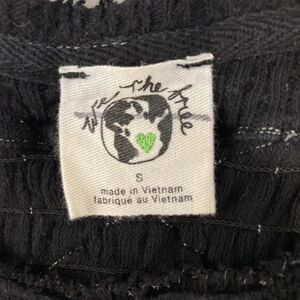 We The Free
S
made in Vietnam
fabriqué au Vietnam